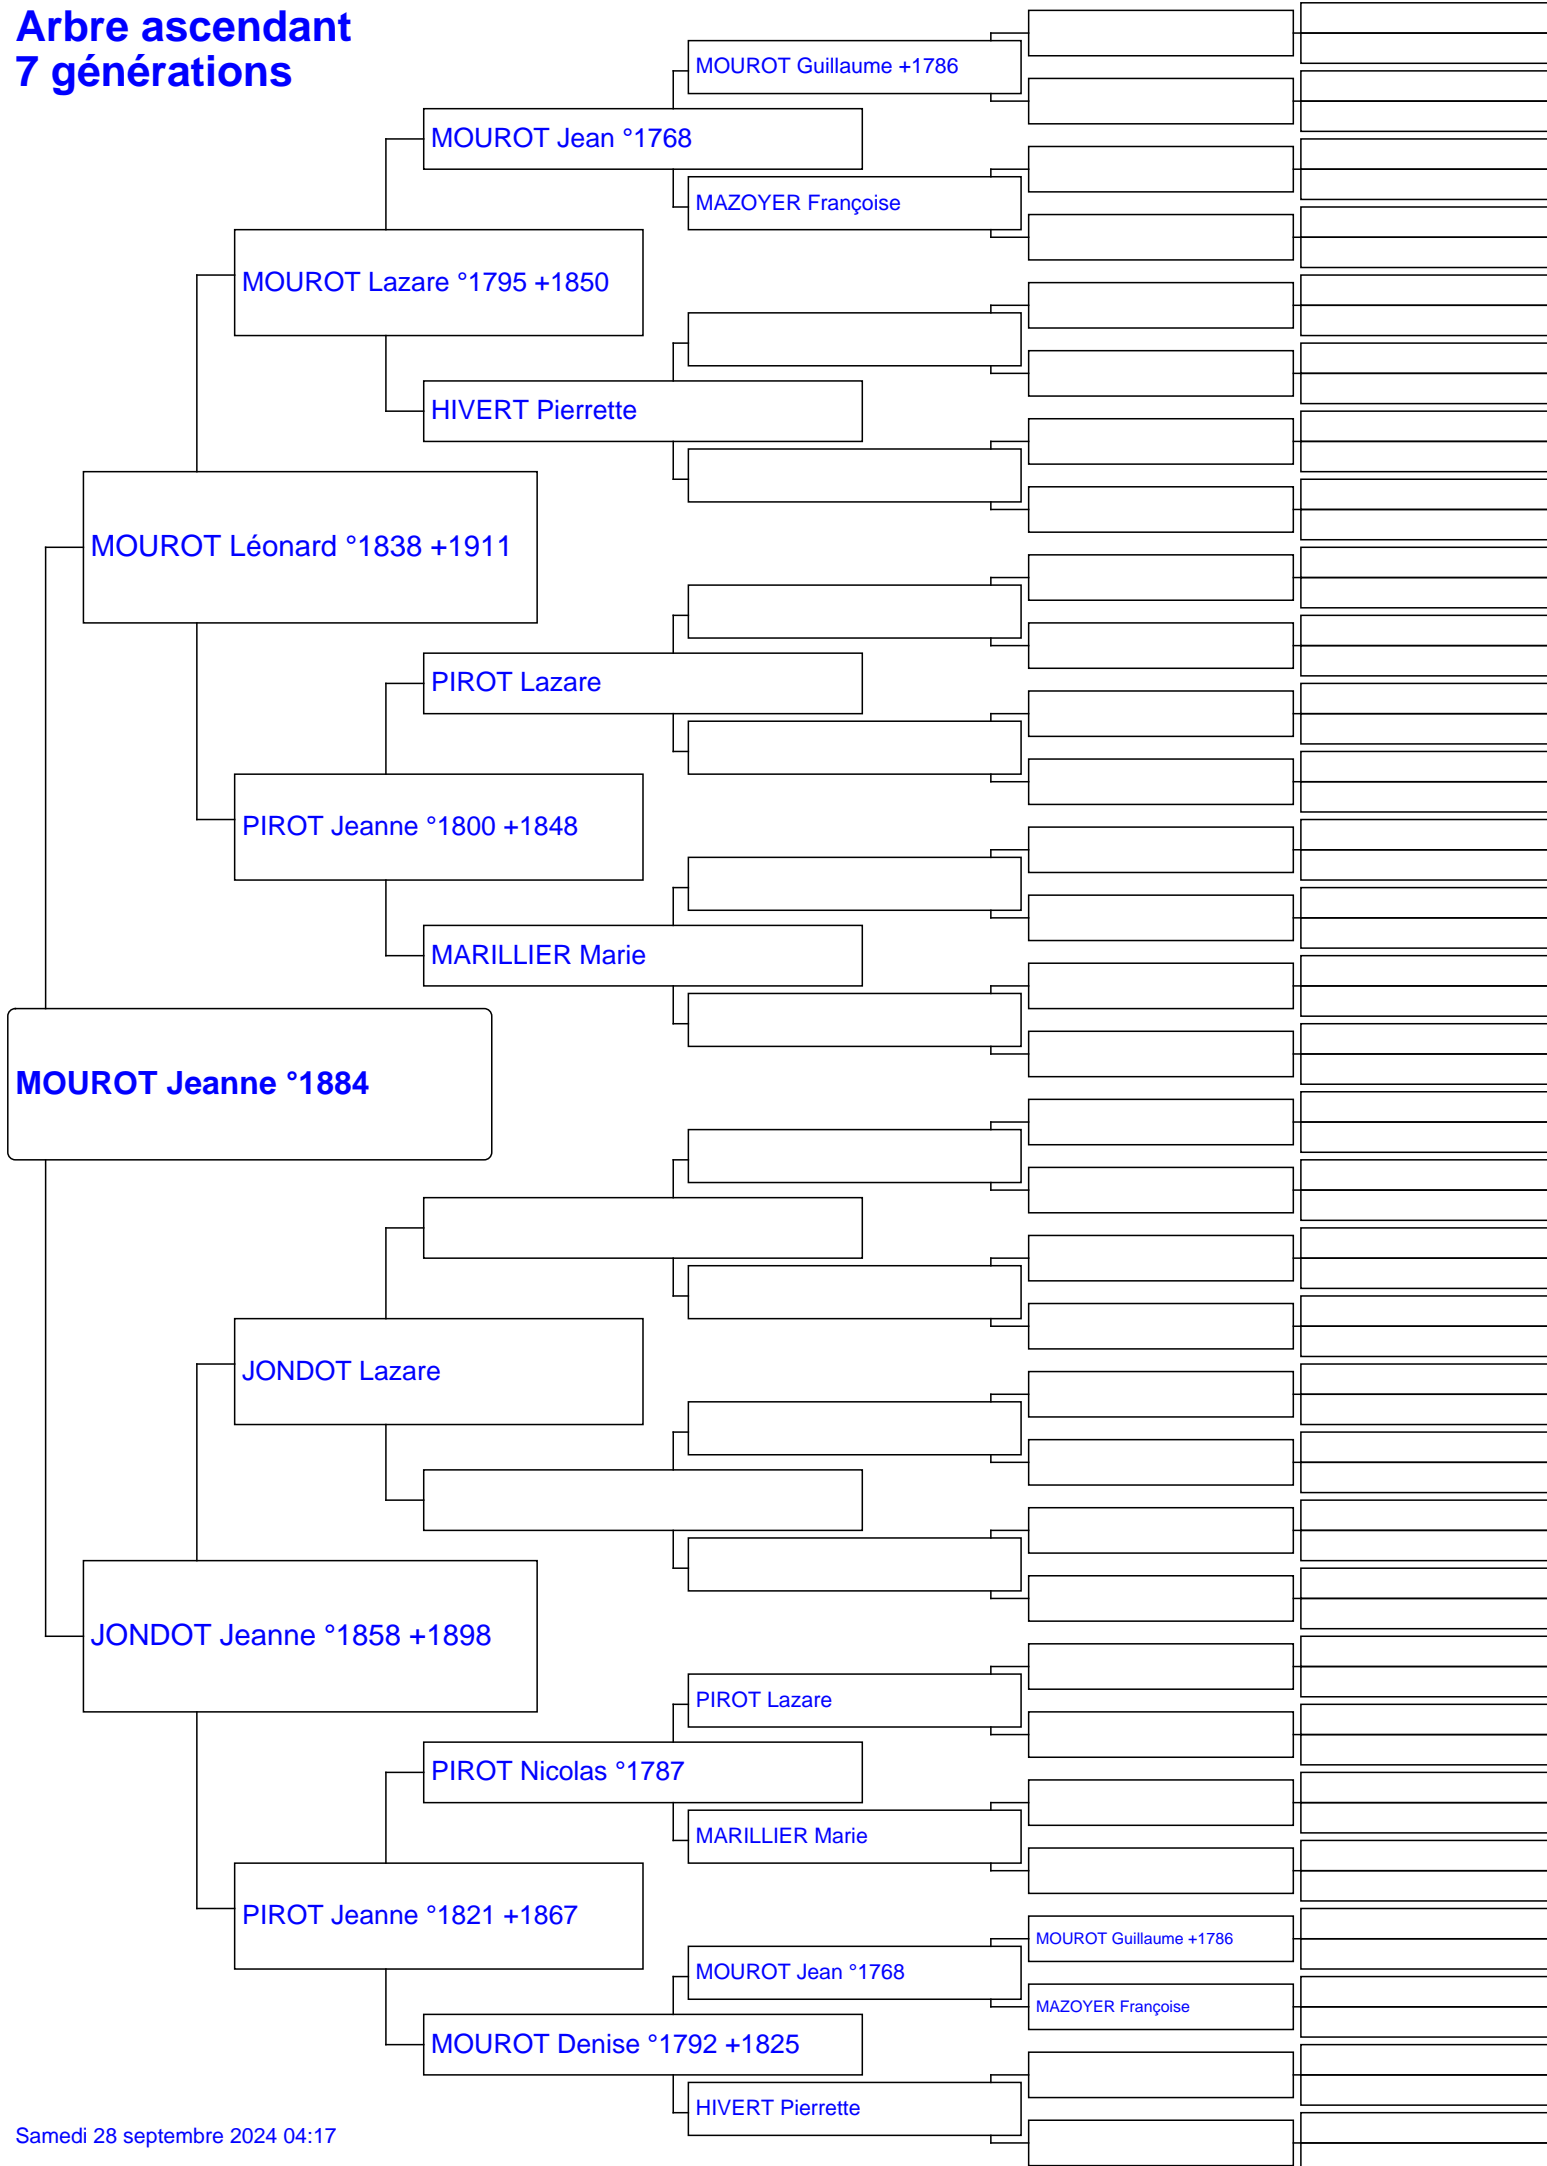 Arbre ascendant
7 générations
MOUROT Guillaume +1786
MOUROT Jean °1768
MAZOYER Françoise
MOUROT Lazare °1795 +1850
HIVERT Pierrette
MOUROT Léonard °1838 +1911
PIROT Lazare
PIROT Jeanne °1800 +1848
MARILLIER Marie
MOUROT Jeanne °1884
JONDOT Lazare
JONDOT Jeanne °1858 +1898
PIROT Lazare
PIROT Nicolas °1787
MARILLIER Marie
PIROT Jeanne °1821 +1867
MOUROT Guillaume +1786
MOUROT Jean °1768
MAZOYER Françoise
MOUROT Denise °1792 +1825
HIVERT Pierrette
Samedi 28 septembre 2024 04:17